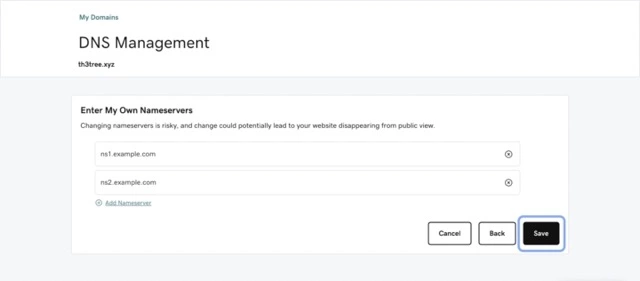 My Domains
DNS Management
th3tree.xyz
Enter My Own Nameservers
Changing nameservers is risky, and change could potentially lead to your website disappearing from public view.
ns1.example.com
ns2.example.com
Add Nameserver
Cancel Back Save